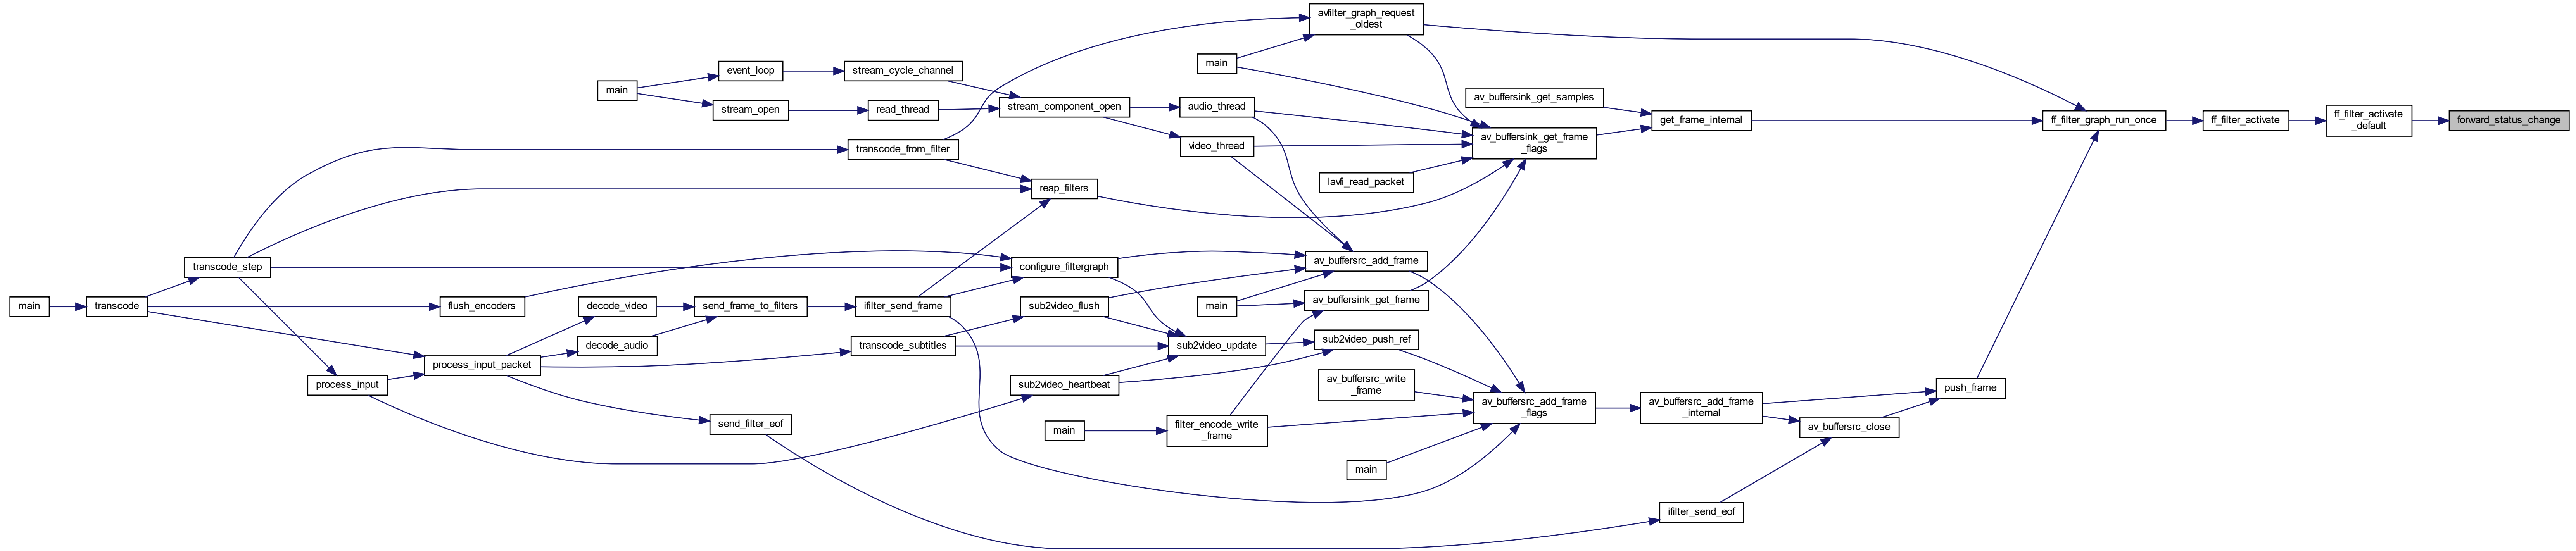 avfilter_graph_request
_oldest
main
event_loop
stream_cycle_channel
main
stream_open
read_thread
stream_component_open
audio_thread
av_buffersink_get_samples
get_frame_internal
ff_filter_graph_run_once
ff_filter_activate
ff_filter_activate
_default
forward_status_change
av_buffersink_get_frame
_flags
transcode_from_filter
video_thread
lavfi_read_packet
reap_filters
transcode_step
configure_filtergraph
av_buffersrc_add_frame
main
transcode
flush_encoders
decode_video
send_frame_to_filters
ifilter_send_frame
sub2video_flush
main
av_buffersink_get_frame
decode_audio
transcode_subtitles
sub2video_update
sub2video_push_ref
process_input_packet
process_input
sub2video_heartbeat
av_buffersrc_write
_frame
push_frame
av_buffersrc_add_frame
_flags
av_buffersrc_add_frame
_internal
send_filter_eof
main
filter_encode_write
_frame
av_buffersrc_close
main
ifilter_send_eof